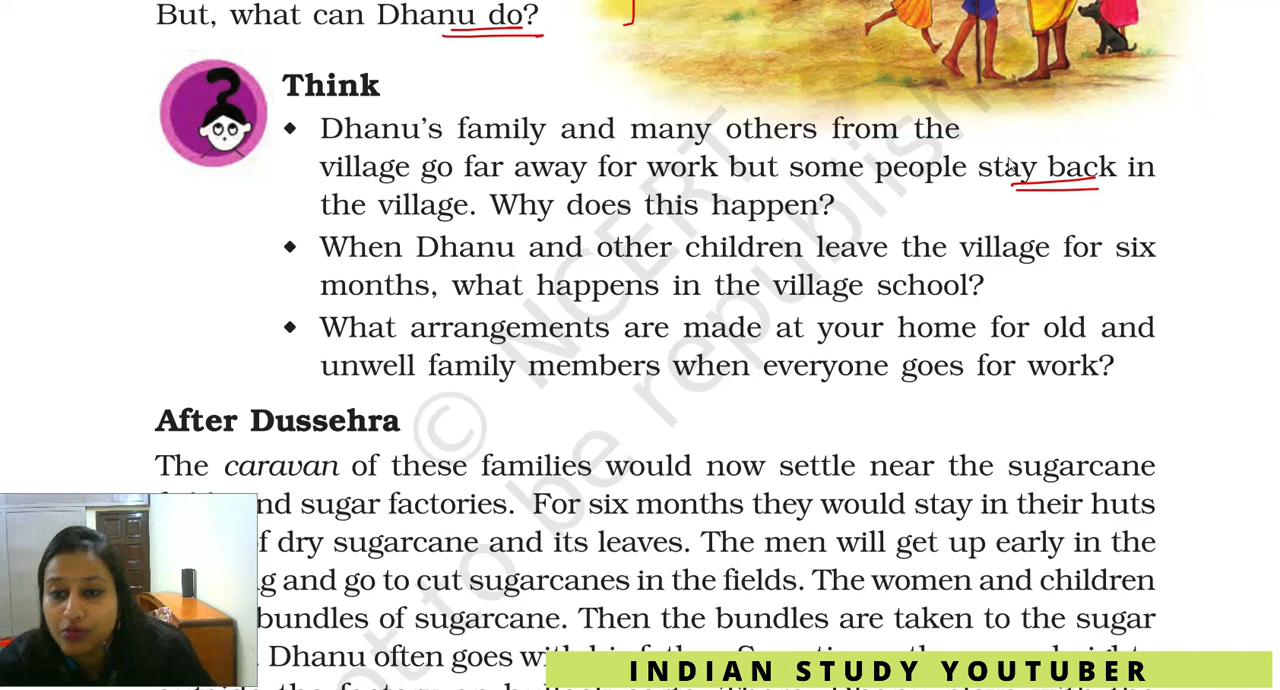 But, what can Dhanu do?
Think
◆ Dhanu's family and many others from the
village go far away for work but some people stay back in
the village. Why does this happen?
◆ When Dhanu and other children leave the village for six
months, what happens in the village school?
◆ What arrangements are made at your home for old and
unwell family members when everyone goes for work?
After Dussehra
The caravan of these families would now settle near the sugarcane
nd sugar factories. For six months they would stay in their huts
f dry sugarcane and its leaves. The men will get up early in the
g and go to cut sugarcanes in the fields. The women and children
bundles of sugarcane. Then the bundles are taken to the sugar
Dhanu often goes
INDIAN STUDY YOUTUBER
© NCERT
not to be republish